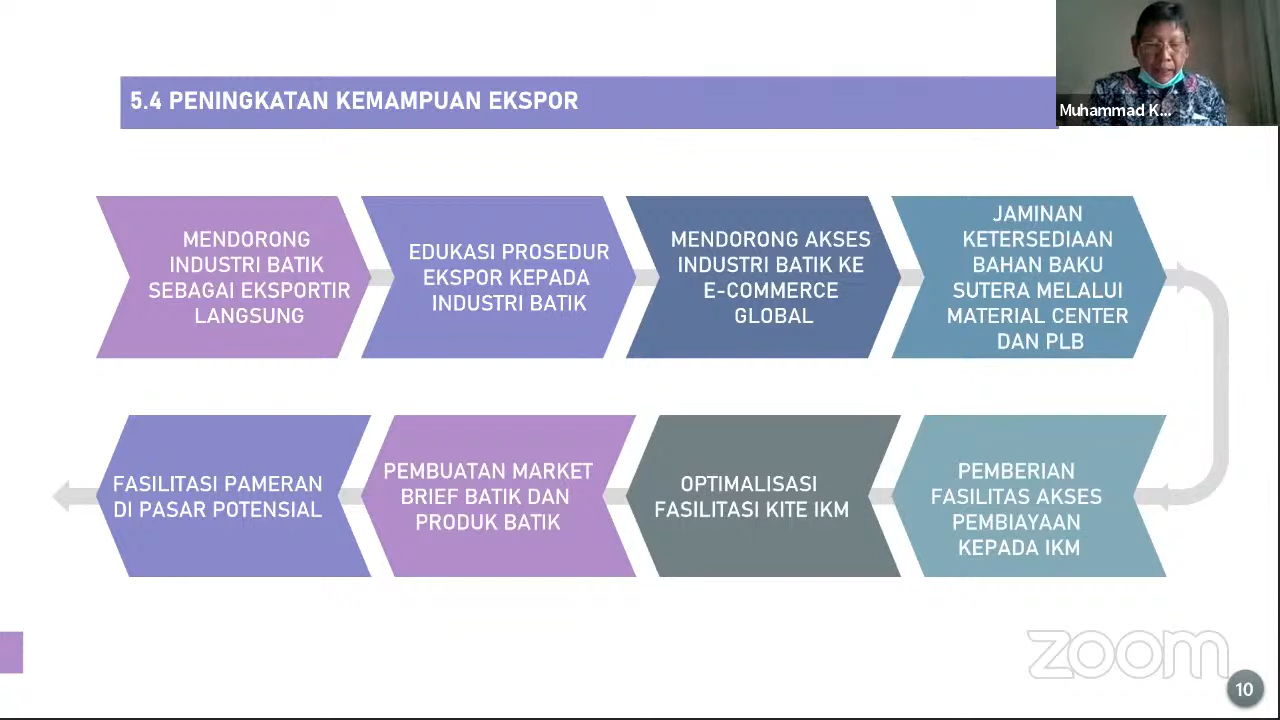 5.4 PENINGKATAN KEMAMPUAN EKSPOR
Muhammad K...
MENDORONG
INDUSTRI BATIK
SEBAGAI EKSPORTIR
LANGSUNG
EDUKASI PROSEDUR
EKSPOR KEPADA
INDUSTRI BATIK
MENDORONG AKSES
INDUSTRI BATIK KE
E-COMMERCE
GLOBAL
JAMINAN
KETERSEDIAAN
BAHAN BAKU
SUTERA MELALUI
MATERIAL CENTER
DAN PLB
PEMBERIAN
FASILITAS AKSES
PEMBIAYAAN
KEPADA IKM
OPTIMALISASI
FASILITASI KITE IKM
PEMBUATAN MARKET
BRIEF BATIK DAN
PRODUK BATIK
FASILITASI PAMERAN
DI PASAR POTENSIAL
zoom
10